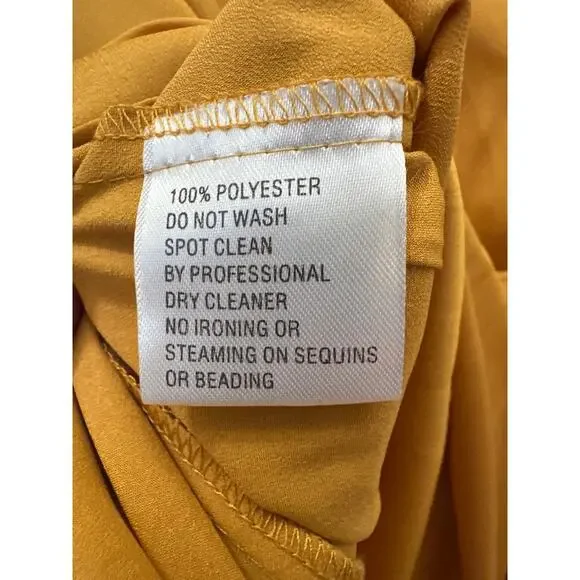 100% POLYESTER
DO NOT WASH
SPOT CLEAN
BY PROFESSIONAL
DRY CLEANER
NO IRONING OR
STEAMING ON SEQUINS
OR BEADING